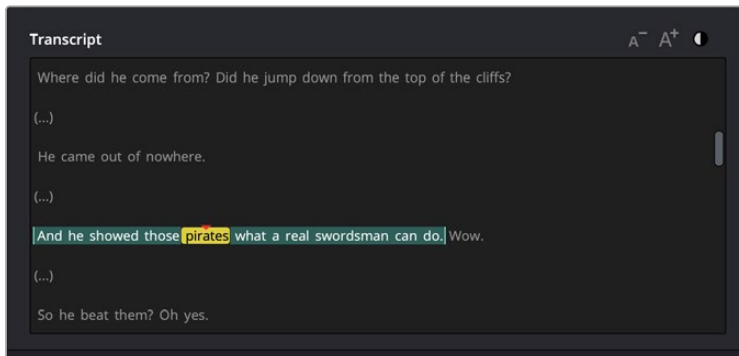 Transcript
A− A+
Where did he come from? Did he jump down from the top of the cliffs?
(...)
He came out of nowhere.
(...)
And he showed those pirates what a real swordsman can do. Wow.
(...)
So he beat them? Oh yes.